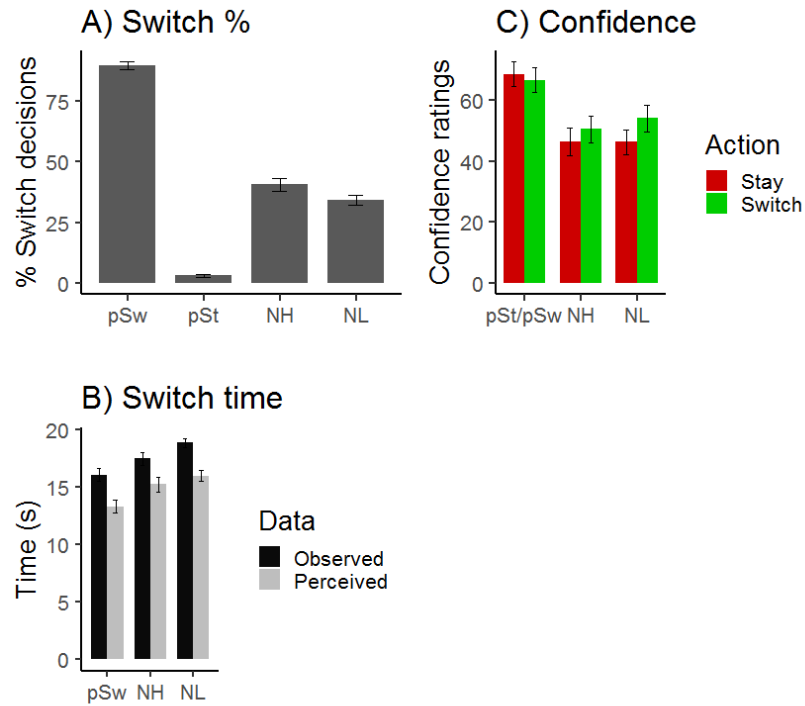 A) Switch %
% Switch decisions
75
50
25
0
pSw pSt NH NL
C) Confidence
Confidence ratings
60
40
20
0
pSt/pSw NH NL
Action
Stay
Switch
B) Switch time
Time (s)
20
15
10
5
0
pSw NH NL
Data
Observed
Perceived